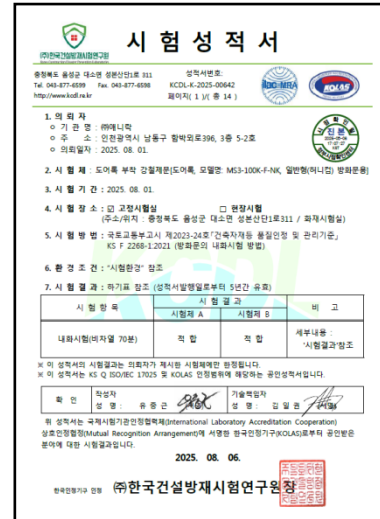 시 험 성 적 서
(주)한국건설방재시험연구원
충청북도 음성군 대소면 성본산단1로 311
Tel. 043-877-6599 Fax. 043-877-6598
http://www.kcdl.re.kr
성적서번호:
KCDL-K-2025-00642
페이지( 1 )/( 총 14 )
ilac-MRA
KOLAS
1. 의 뢰 자
○ 기 관 명 : ㈜애니락
○ 주 소 : 인천광역시 남동구 함박뫼로396, 3층 5-2호
○ 의뢰일자 : 2025. 08. 01.
진 본
2. 시 험 체 : 도어록 부착 강철제문[도어록, 모델명: MS3-100K-F-NK, 일반형(허니컴) 방화문용]
3. 시 험 기 간 : 2025. 08. 01.
4. 시 험 장 소 : ☑ 고정시험실 □ 현장시험
(주소/위치 : 충청북도 음성군 대소면 성본산단1로311 / 화재시험실)
5. 시 험 방 법 : 국토교통부고시 제2023-24호「건축자재등 품질인정 및 관리기준」
KS F 2268-1:2021 (방화문의 내화시험 방법)
6. 환 경 조 건 : "시험환경" 참조
7. 시 험 결 과 : 하기표 참조 (성적서발행일로부터 5년간 유효)
시 험 항 목 시 험 결 과 비 고
시험체 A 시험체 B
내화시험(비차열 70분) 적 합 적 합 세부내용 :
'시험결과'참조
※ 이 성적서의 시험결과는 의뢰자가 제시한 시험체에만 한정됩니다.
※ 이 성적서는 KS Q ISO/IEC 17025 및 KOLAS 인정범위에 해당하는 공인성적서입니다.
확 인 작성자 기술책임자
성 명 : 유 중 근 성 명 : 김 일 권
위 성적서는 국제시험기관인정협력체(International Laboratory Accreditation Cooperation)
상호인정협정(Mutual Recognition Arrangement)에 서명한 한국인정기구(KOLAS)로부터 공인받은
분야에 대한 시험결과입니다.
2025. 08. 06.
한국인정기구 인정 ㈜한국건설방재시험연구원장
KCDL